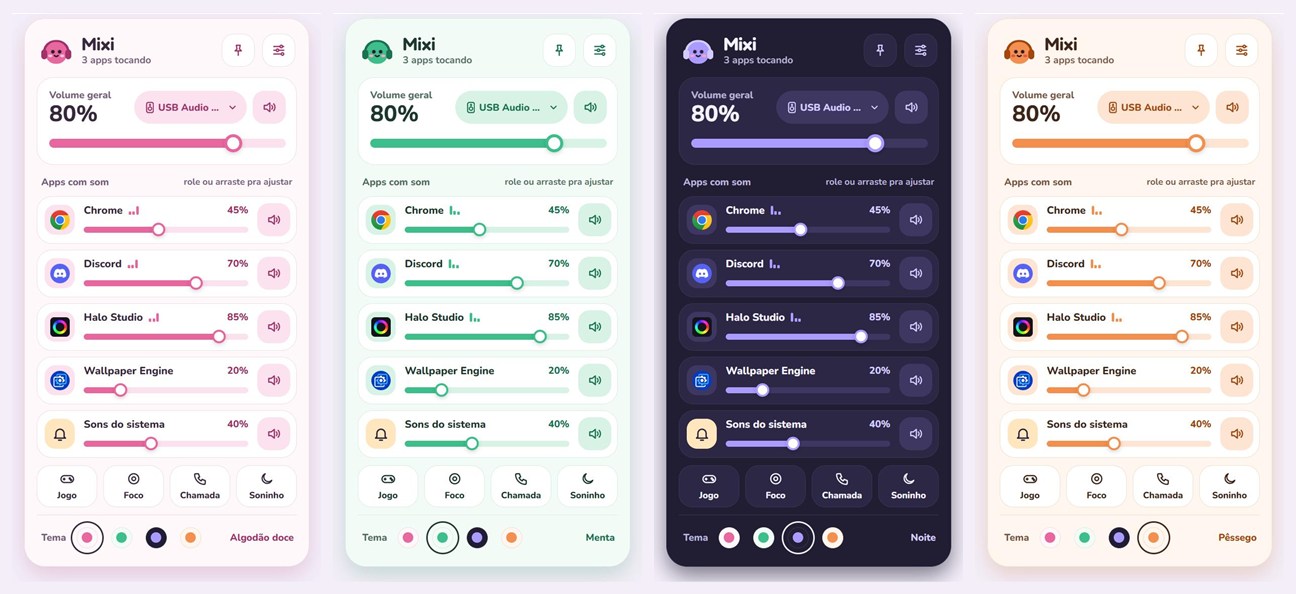 Mixi
3 apps tocando
Volume geral
80%
USB Audio ...
Apps com som
role ou arraste pra ajustar
Chrome
45%
Discord
70%
Halo Studio
85%
Wallpaper Engine
20%
Sons do sistema
40%
Jogo
Foco
Chamada
Soninho
Tema
Algodão doce
Mixi
3 apps tocando
Volume geral
80%
USB Audio ...
Apps com som
role ou arraste pra ajustar
Chrome
45%
Discord
70%
Halo Studio
85%
Wallpaper Engine
20%
Sons do sistema
40%
Jogo
Foco
Chamada
Soninho
Tema
Menta
Mixi
3 apps tocando
Volume geral
80%
USB Audio ...
Apps com som
role ou arraste pra ajustar
Chrome
45%
Discord
70%
Halo Studio
85%
Wallpaper Engine
20%
Sons do sistema
40%
Jogo
Foco
Chamada
Soninho
Tema
Noite
Mixi
3 apps tocando
Volume geral
80%
USB Audio ...
Apps com som
role ou arraste pra ajustar
Chrome
45%
Discord
70%
Halo Studio
85%
Wallpaper Engine
20%
Sons do sistema
40%
Jogo
Foco
Chamada
Soninho
Tema
Pêssego